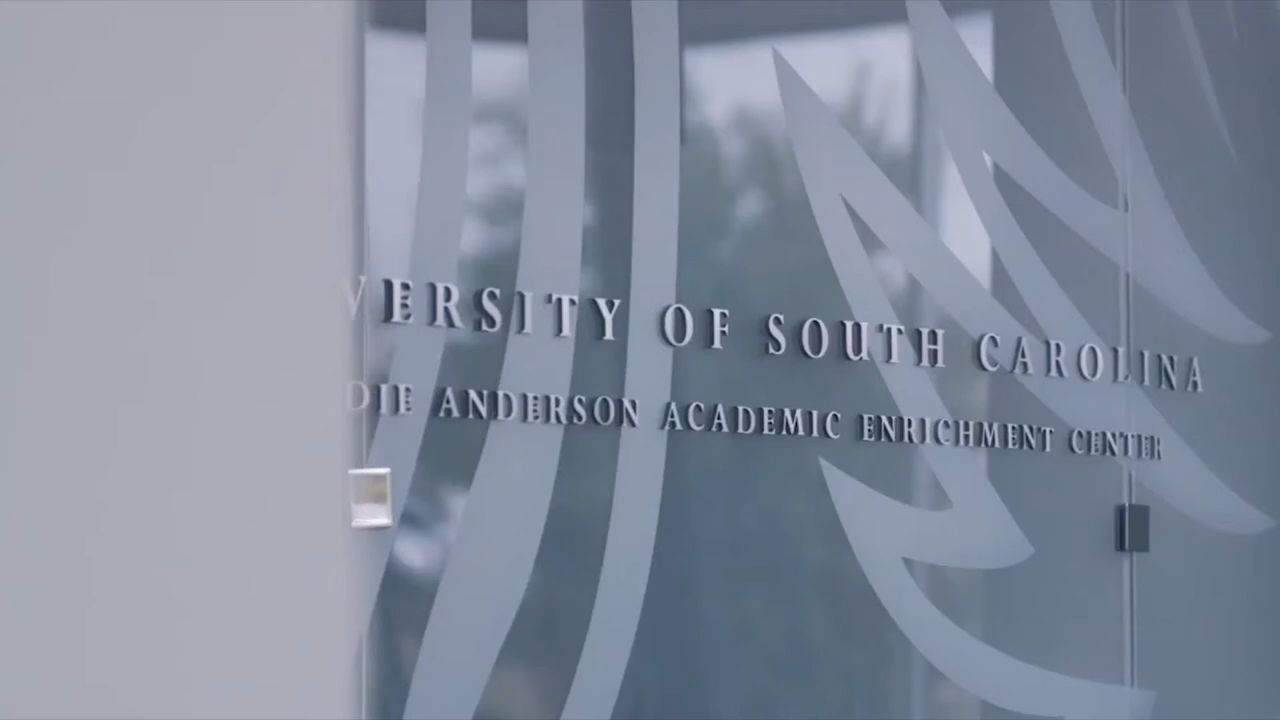 VERSITY OF SOUTH CAROLINA
DIE ANDERSON ACADEMIC ENRICHMENT CENTER